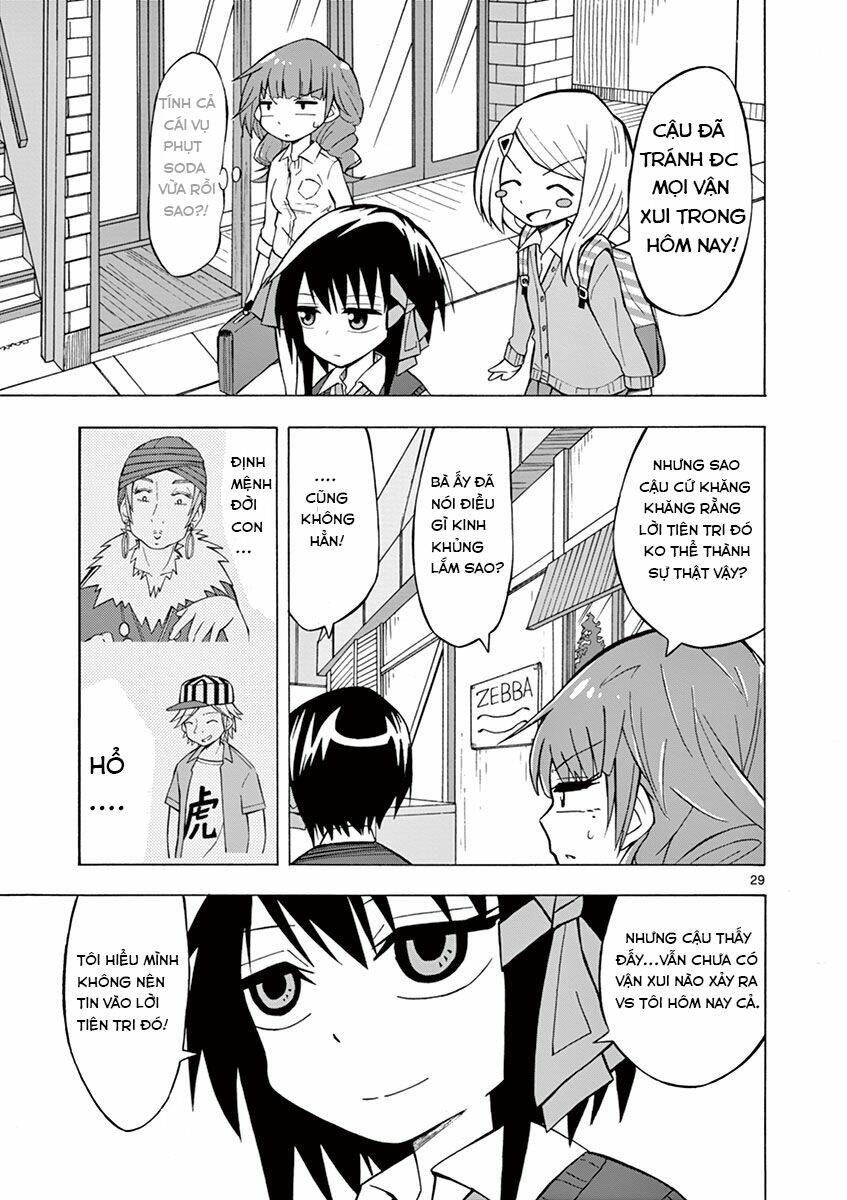 CẬU ĐÃ
TRÁNH ĐC
MỌI VẬN
XUI TRONG
HÔM NAY!
TÍNH CẢ
CÁI VỤ
PHỤT
SODA
VỪA RỒI
SAO?!
NHƯNG SAO
CẬU CỨ KHĂNG
KHĂNG RẰNG
LỜI TIÊN TRI ĐÓ
KO THỂ THÀNH
SỰ THẬT VẬY?
BÀ ẤY ĐÃ
NÓI ĐIỀU
GÌ KINH
KHỦNG
LẮM SAO?
....
CŨNG
KHÔNG
HẲN!
ZEBBA
ĐỊNH
MỆNH
ĐỜI
CON
...
HỔ
....
虎
29
NHƯNG CẬU THẤY
ĐẤY...VẪN CHƯA CÓ
VẬN XUI NÀO XẢY RA
VS TÔI HÔM NAY CẢ.
TÔI HIỂU MÌNH
KHÔNG NÊN
TIN VÀO LỜI
TIÊN TRI ĐÓ!